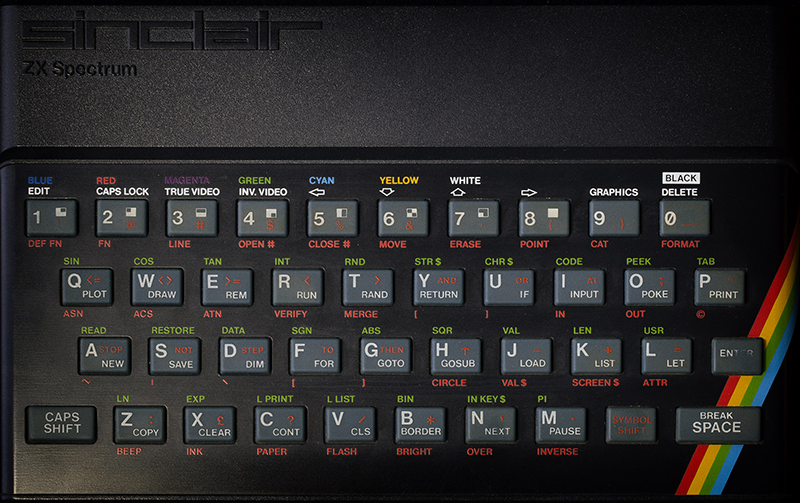 sinclair
ZX Spectrum
BLUE RED MAGENTA GREEN CYAN YELLOW WHITE BLACK
EDIT CAPS LOCK TRUE VIDEO INV. VIDEO GRAPHICS DELETE
1 2 3 # 4 $ 5 6 & 7 8 ( 9 ) 0
DEF FN FN LINE OPEN # CLOSE # MOVE ERASE POINT CAT FORMAT
SIN COS TAN INT RND STR $ CHR $ CODE PEEK TAB
Q <= W <> E >= R < T > Y AND U OR I AT O ; P "
PLOT DRAW REM RUN RAND RETURN IF INPUT POKE PRINT
ASN ACS ATN VERIFY MERGE [ ] IN OUT ©
READ RESTORE DATA SGN ABS SQR VAL LEN USR
A STOP S NOT D STEP F TO G THEN H ↑ J − K + L = ENTER
NEW SAVE DIM FOR GOTO GOSUB LOAD LIST LET
~ | \ { } CIRCLE VAL $ SCREEN $ ATTR
LN EXP L PRINT L LIST BIN IN KEY $ PI
CAPS SHIFT Z : X £ C ? V / B * N , M . SYMBOL SHIFT BREAK SPACE
COPY CLEAR CONT CLS BORDER NEXT PAUSE
BEEP INK PAPER FLASH BRIGHT OVER INVERSE